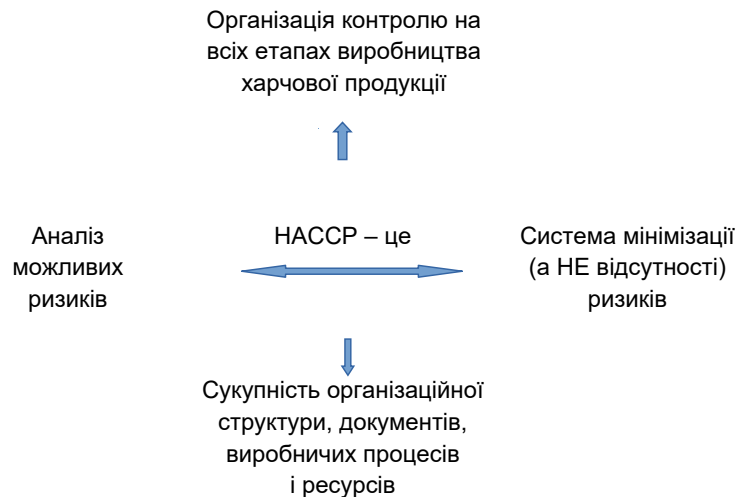 Організація контролю на
всіх етапах виробництва
харчової продукції
Аналіз
можливих
ризиків
НАССР – це
Система мінімізації
(а НЕ відсутності)
ризиків
Сукупність організаційної
структури, документів,
виробничих процесів
і ресурсів